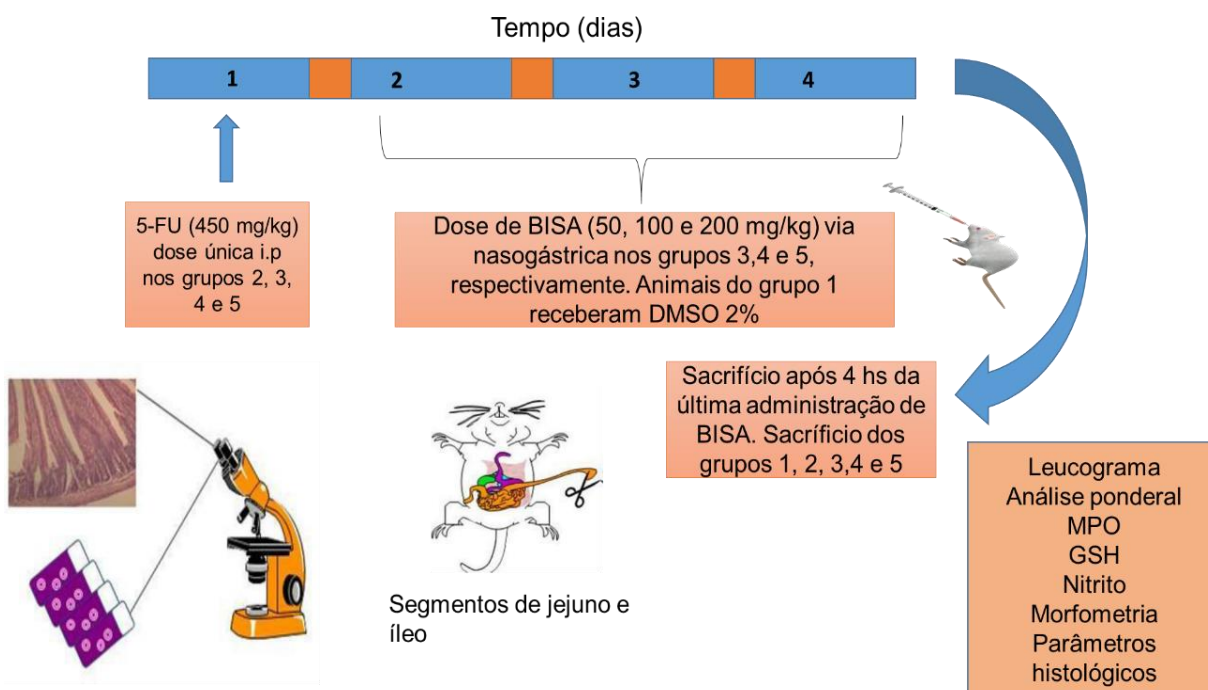 Tempo (dias)
1 2 3 4
5-FU (450 mg/kg)
dose única i.p
nos grupos 2, 3,
4 e 5
Dose de BISA (50, 100 e 200 mg/kg) via
nasogástrica nos grupos 3,4 e 5,
respectivamente. Animais do grupo 1
receberam DMSO 2%
Sacrifício após 4 hs da
última administração de
BISA. Sacríficio dos
grupos 1, 2, 3,4 e 5
Segmentos de jejuno e
íleo
Leucograma
Análise ponderal
MPO
GSH
Nitrito
Morfometria
Parâmetros
histológicos